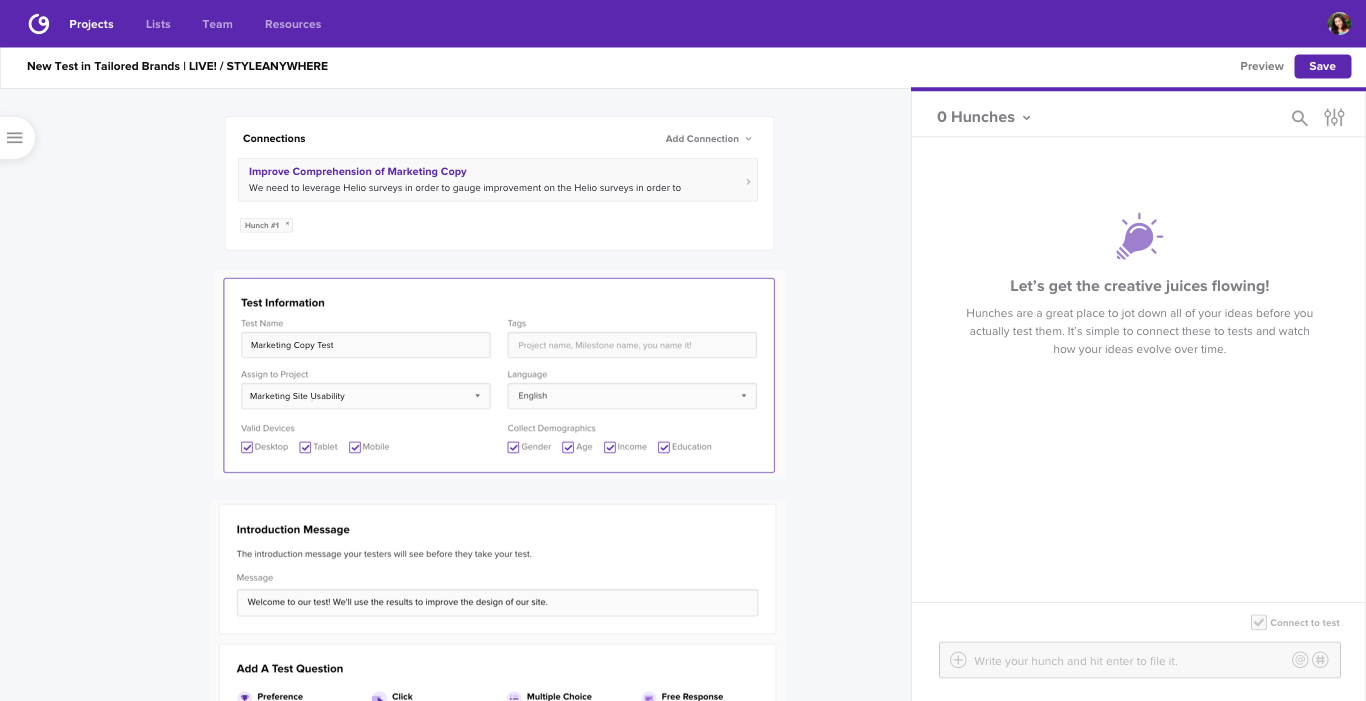 Projects
Lists
Team
Resources
New Test in Tailored Brands | LIVE! / STYLEANYWHERE
Preview
Save
Connections
Add Connection
Improve Comprehension of Marketing Copy
We need to leverage Helio surveys in order to gauge improvement on the Helio surveys in order to
Hunch #1 ×
Test Information
Test Name
Tags
Marketing Copy Test
Project name, Milestone name, you name it!
Assign to Project
Language
Marketing Site Usability
English
Valid Devices
Collect Demographics
Desktop
Tablet
Mobile
Gender
Age
Income
Education
Introduction Message
The introduction message your testers will see before they take your test.
Message
Welcome to our test! We'll use the results to improve the design of our site.
Add A Test Question
Preference
Click
Multiple Choice
Free Response
0 Hunches
Let's get the creative juices flowing!
Hunches are a great place to jot down all of your ideas before you
actually test them. It's simple to connect these to tests and watch
how your ideas evolve over time.
Connect to test
Write your hunch and hit enter to file it.
@ #